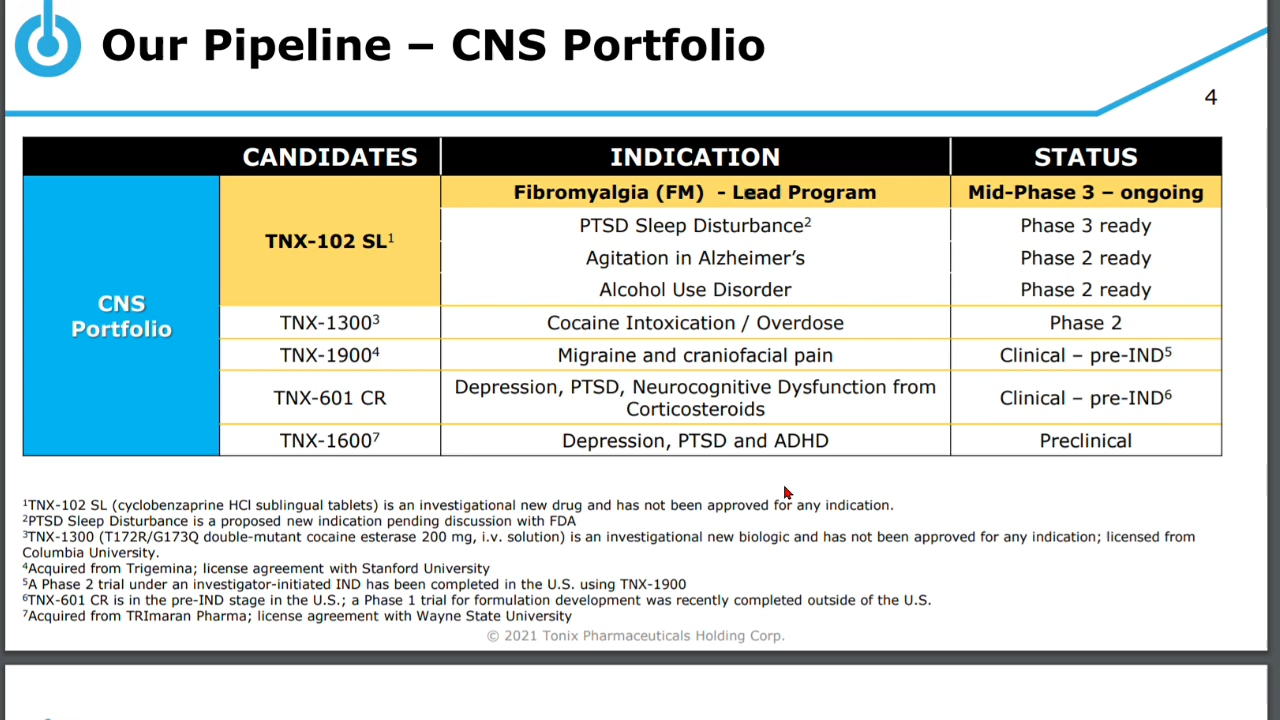 Our Pipeline – CNS Portfolio
4
CANDIDATES INDICATION STATUS
CNS Portfolio
TNX-102 SL¹
Fibromyalgia (FM) - Lead Program Mid-Phase 3 – ongoing
PTSD Sleep Disturbance² Phase 3 ready
Agitation in Alzheimer’s Phase 2 ready
Alcohol Use Disorder Phase 2 ready
TNX-1300³ Cocaine Intoxication / Overdose Phase 2
TNX-1900⁴ Migraine and craniofacial pain Clinical – pre-IND⁵
TNX-601 CR Depression, PTSD, Neurocognitive Dysfunction from
Corticosteroids Clinical – pre-IND⁶
TNX-1600⁷ Depression, PTSD and ADHD Preclinical
¹TNX-102 SL (cyclobenzaprine HCl sublingual tablets) is an investigational new drug and has not been approved for any indication.
²PTSD Sleep Disturbance is a proposed new indication pending discussion with FDA
³TNX-1300 (T172R/G173Q double-mutant cocaine esterase 200 mg, i.v. solution) is an investigational new biologic and has not been approved for any indication; licensed from
Columbia University.
⁴Acquired from Trigemina; license agreement with Stanford University
⁵A Phase 2 trial under an investigator-initiated IND has been completed in the U.S. using TNX-1900
⁶TNX-601 CR is in the pre-IND stage in the U.S.; a Phase 1 trial for formulation development was recently completed outside of the U.S.
⁷Acquired from TRImaran Pharma; license agreement with Wayne State University
© 2021 Tonix Pharmaceuticals Holding Corp.